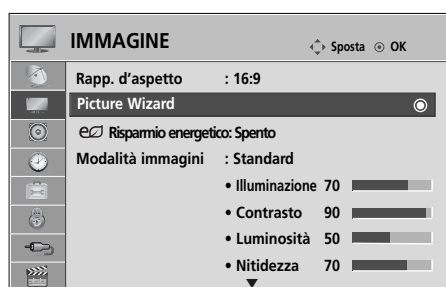 IMMAGINE
Sposta OK
Rapp. d'aspetto : 16:9
Picture Wizard
Risparmio energetico: Spento
Modalità immagini : Standard
• Illuminazione 70
• Contrasto 90
• Luminosità 50
• Nitidezza 70